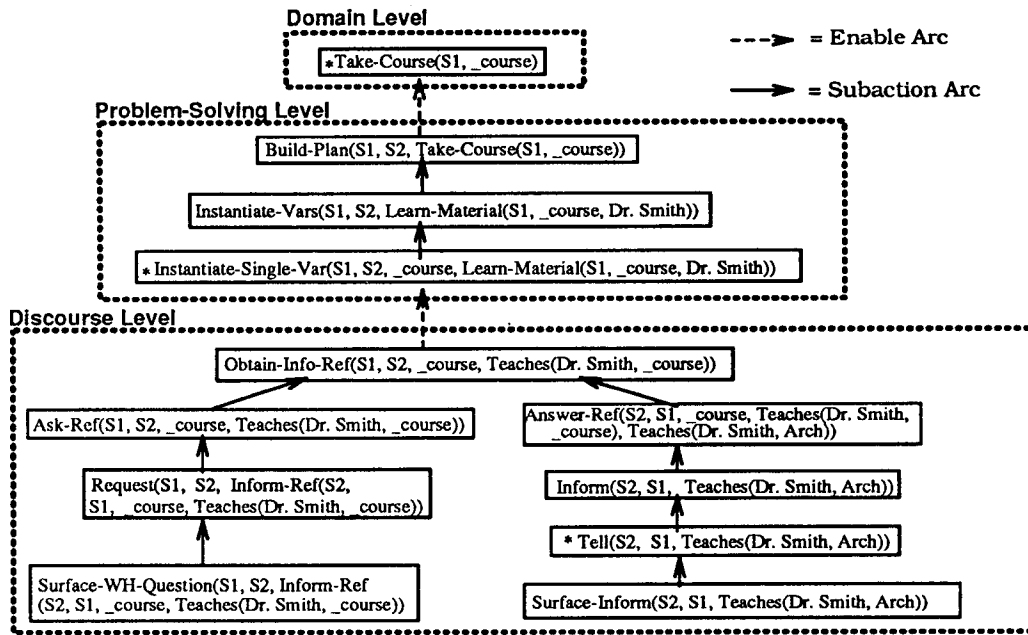 Domain Level
*Take-Course(S1, _course)
= Enable Arc
= Subaction Arc
Problem-Solving Level
Build-Plan(S1, S2, Take-Course(S1, _course))
Instantiate-Vars(S1, S2, Learn-Material(S1, _course, Dr. Smith))
* Instantiate-Single-Var(S1, S2, _course, Learn-Material(S1, _course, Dr. Smith))
Discourse Level
Obtain-Info-Ref(S1, S2, _course, Teaches(Dr. Smith, _course))
Ask-Ref(S1, S2, _course, Teaches(Dr. Smith, _course))
Request(S1, S2, Inform-Ref(S2,
S1, _course, Teaches(Dr. Smith, _course))
Surface-WH-Question(S1, S2, Inform-Ref
(S2, S1, _course, Teaches(Dr. Smith, _course))
Answer-Ref(S2, S1, _course, Teaches(Dr. Smith,
_course), Teaches(Dr. Smith, Arch))
Inform(S2, S1, Teaches(Dr. Smith, Arch))
* Tell(S2, S1, Teaches(Dr. Smith, Arch))
Surface-Inform(S2, S1, Teaches(Dr. Smith, Arch))